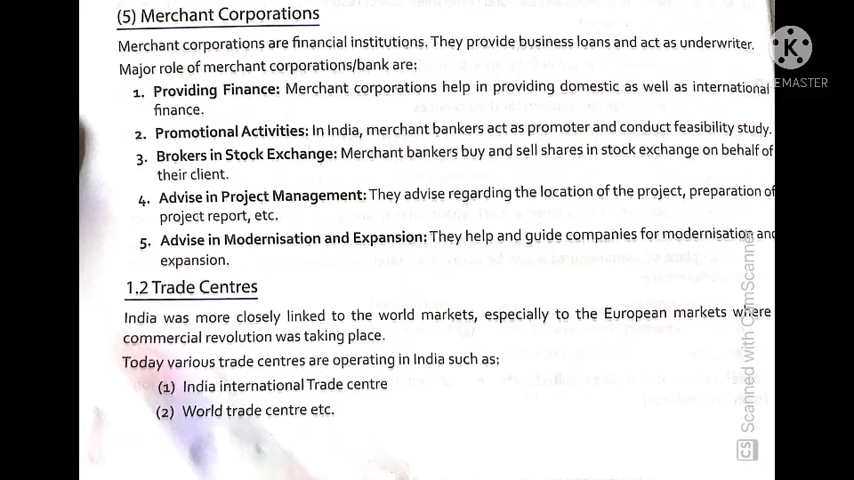 (5) Merchant Corporations
Merchant corporations are financial institutions. They provide business loans and act as underwriter.
Major role of merchant corporations/bank are:
1. Providing Finance: Merchant corporations help in providing domestic as well as international
finance.
2. Promotional Activities: In India, merchant bankers act as promoter and conduct feasibility study.
3. Brokers in Stock Exchange: Merchant bankers buy and sell shares in stock exchange on behalf of
their client.
4. Advise in Project Management: They advise regarding the location of the project, preparation of
project report, etc.
5. Advise in Modernisation and Expansion: They help and guide companies for modernisation and
expansion.
1.2 Trade Centres
India was more closely linked to the world markets, especially to the European markets where
commercial revolution was taking place.
Today various trade centres are operating in India such as;
(1) India international Trade centre
(2) World trade centre etc.
K
KINEMASTER
CS Scanned with CamScanner